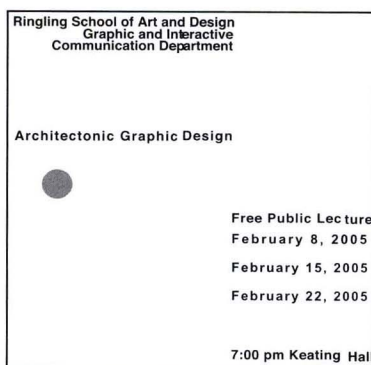 Ringling School of Art and Design
Graphic and Interactive
Communication Department
Architectonic Graphic Design
Free Public Lecture
February 8, 2005
February 15, 2005
February 22, 2005
7:00 pm Keating Hall